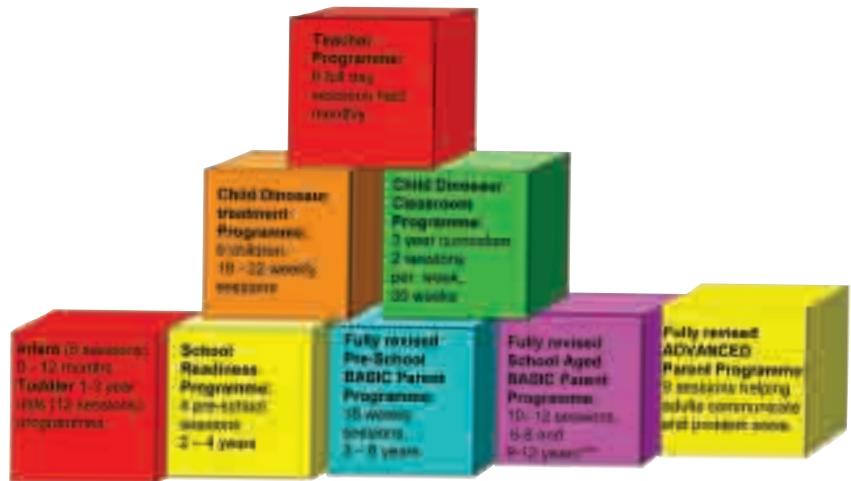 Teacher
Programme:
full day
sessions held
monthly
Child Dinosaur
treatment
Programme:
6 children
18 - 22 weekly
sessions
Child Dinosaur
Classroom
Programme:
3 year curriculum
2 sessions
per week,
30 weeks
Infant (8 sessions)
0 - 12 months
Toddler 1-3 year
olds (12 sessions)
programmes
School
Readiness
Programme:
4 pre-school
sessions
2 – 4 years
Fully revised
Pre-School
BASIC Parent
Programme:
18 weekly
sessions
3 – 6 years
Fully revised
School Aged
BASIC Parent
Programme:
10- 12 sessions,
6-8 and
9-12 years
Fully revised
ADVANCED
Parent Programme
9 sessions helping
adults communicate
and